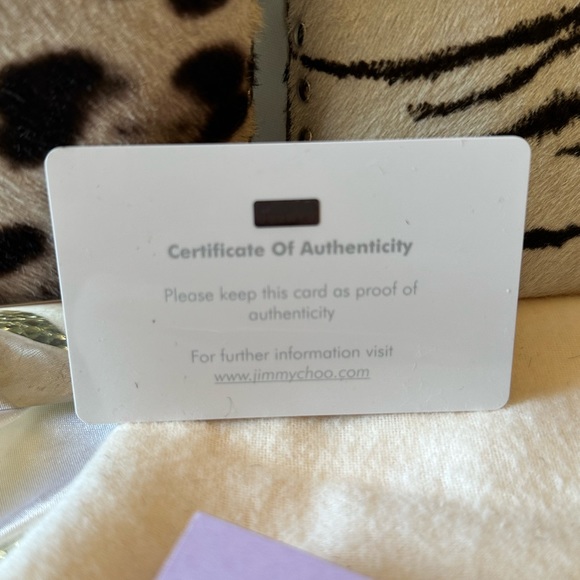 Certificate Of Authenticity
Please keep this card as proof of
authenticity
For further information visit
www.jimmychoo.com